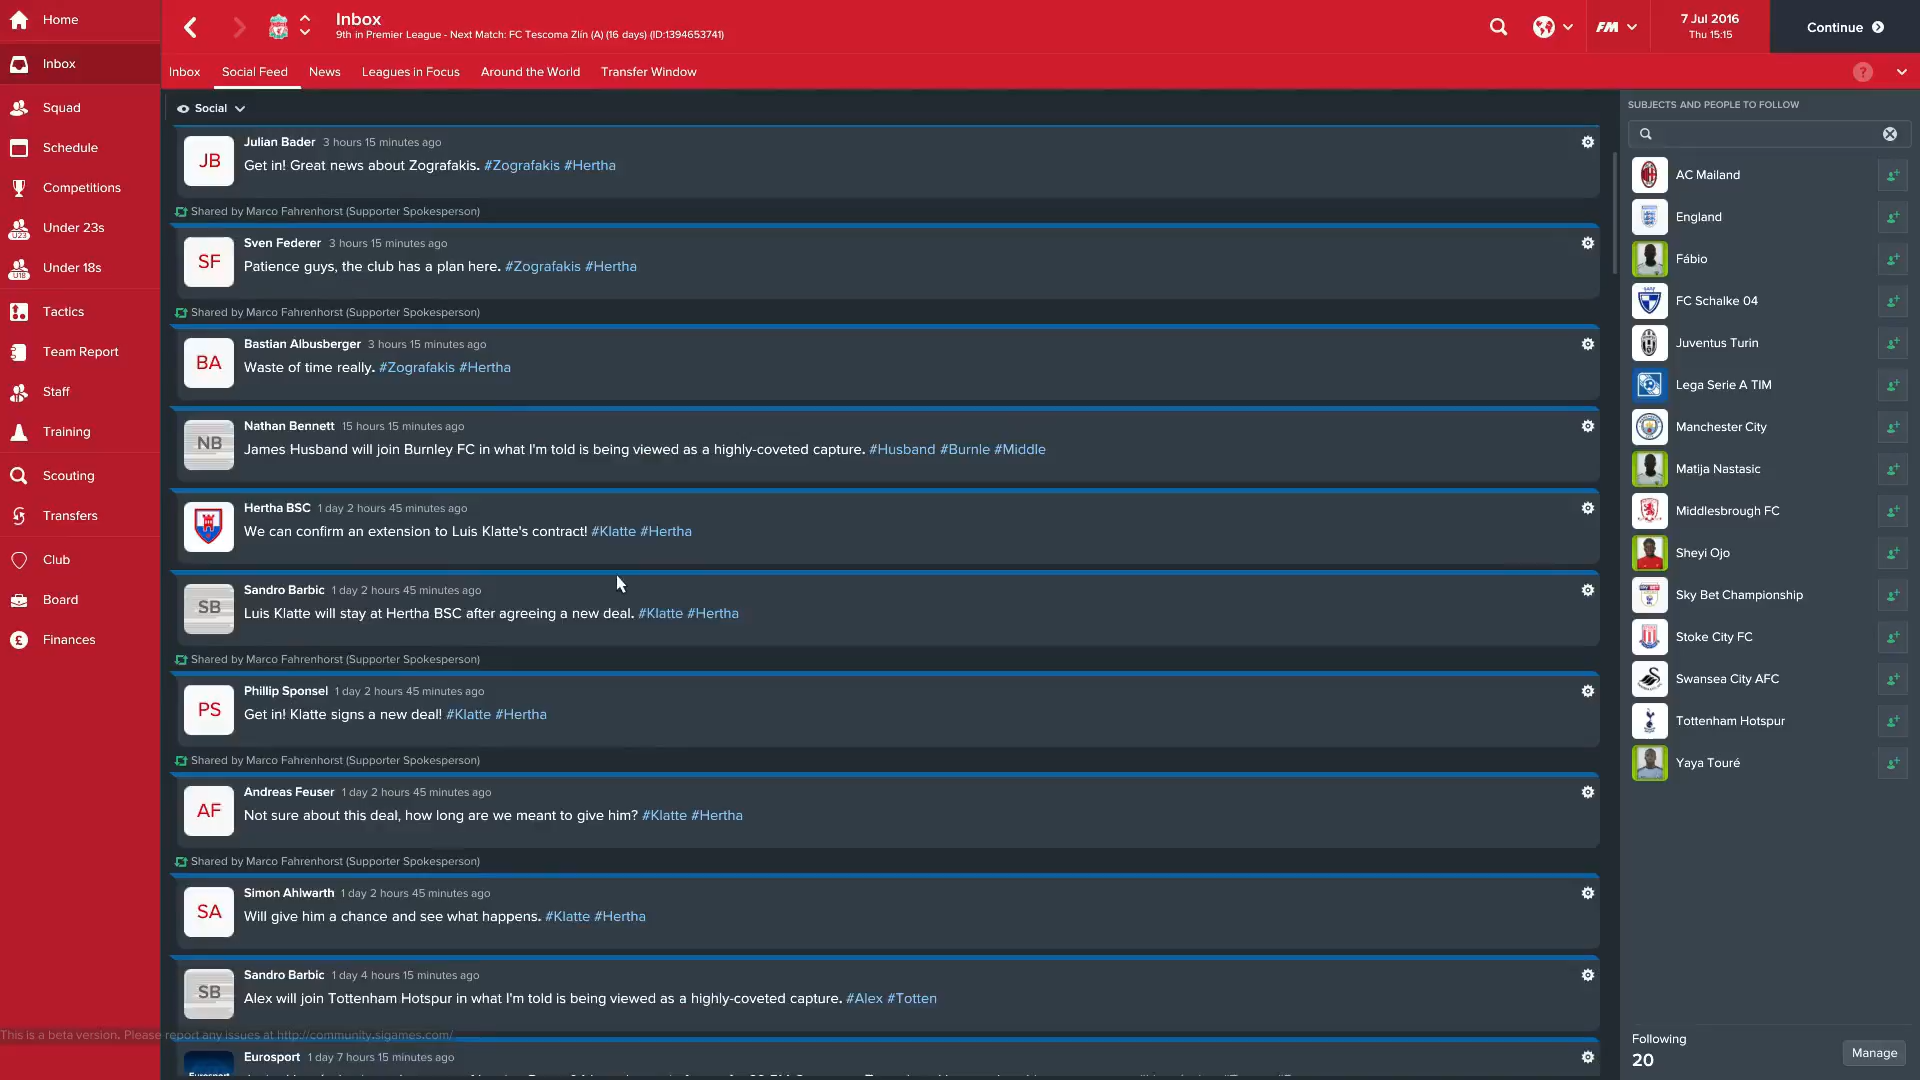 Home
Inbox
Squad
Schedule
Competitions
Under 23s
Under 18s
Tactics
Team Report
Staff
Training
Scouting
Transfers
Club
Board
Finances
Inbox
9th in Premier League - Next Match: FC Tescoma Zlín (A) (16 days) (ID:1394653741)
FM
7 Jul 2016
Thu 15:15
Continue
Inbox Social Feed News Leagues in Focus Around the World Transfer Window
?
Social
JB
Julian Bader 3 hours 15 minutes ago
Get in! Great news about Zografakis. #Zografakis #Hertha
Shared by Marco Fahrenhorst (Supporter Spokesperson)
SF
Sven Federer 3 hours 15 minutes ago
Patience guys, the club has a plan here. #Zografakis #Hertha
Shared by Marco Fahrenhorst (Supporter Spokesperson)
BA
Bastian Albusberger 3 hours 15 minutes ago
Waste of time really. #Zografakis #Hertha
NB
Nathan Bennett 15 hours 15 minutes ago
James Husband will join Burnley FC in what I'm told is being viewed as a highly-coveted capture. #Husband #Burnle #Middle
Hertha BSC 1 day 2 hours 45 minutes ago
We can confirm an extension to Luis Klatte's contract! #Klatte #Hertha
SB
Sandro Barbic 1 day 2 hours 45 minutes ago
Luis Klatte will stay at Hertha BSC after agreeing a new deal. #Klatte #Hertha
Shared by Marco Fahrenhorst (Supporter Spokesperson)
PS
Phillip Sponsel 1 day 2 hours 45 minutes ago
Get in! Klatte signs a new deal! #Klatte #Hertha
Shared by Marco Fahrenhorst (Supporter Spokesperson)
AF
Andreas Feuser 1 day 2 hours 45 minutes ago
Not sure about this deal, how long are we meant to give him? #Klatte #Hertha
Shared by Marco Fahrenhorst (Supporter Spokesperson)
SA
Simon Ahlwarth 1 day 2 hours 45 minutes ago
Will give him a chance and see what happens. #Klatte #Hertha
SB
Sandro Barbic 1 day 4 hours 15 minutes ago
Alex will join Tottenham Hotspur in what I'm told is being viewed as a highly-coveted capture. #Alex #Totten
This is a beta version. Please report any issues at http://community.sigames.com/
Eurosport 1 day 7 hours 15 minutes ago
SUBJECTS AND PEOPLE TO FOLLOW
AC Mailand
England
Fábio
FC Schalke 04
Juventus Turin
Lega Serie A TIM
Manchester City
Matija Nastasic
Middlesbrough FC
Sheyi Ojo
Sky Bet Championship
Stoke City FC
Swansea City AFC
Tottenham Hotspur
Yaya Touré
Following
20
Manage